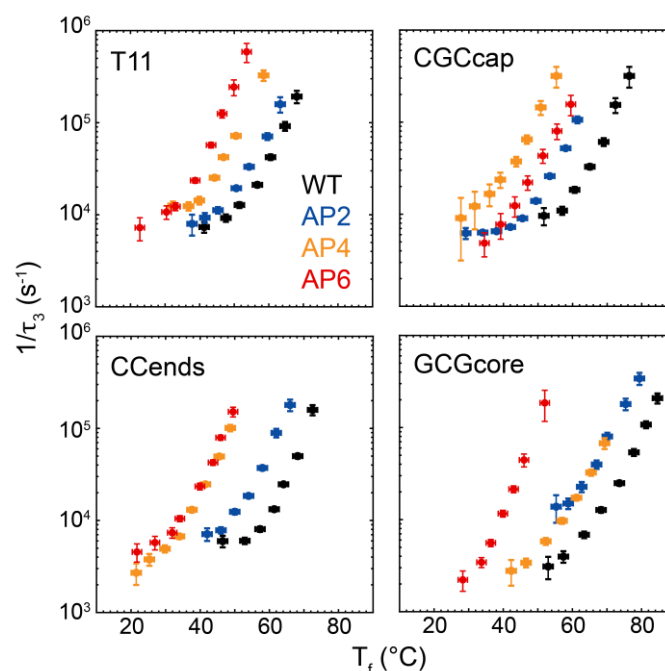 10⁶
T11
CGCcap
10⁵
WT
AP2
10⁴
AP4
AP6
10³
1/τ₃ (s⁻¹)
10⁶
CCends
GCGcore
10⁵
10⁴
10³
20 40 60 80
20 40 60 80
T_f (°C)